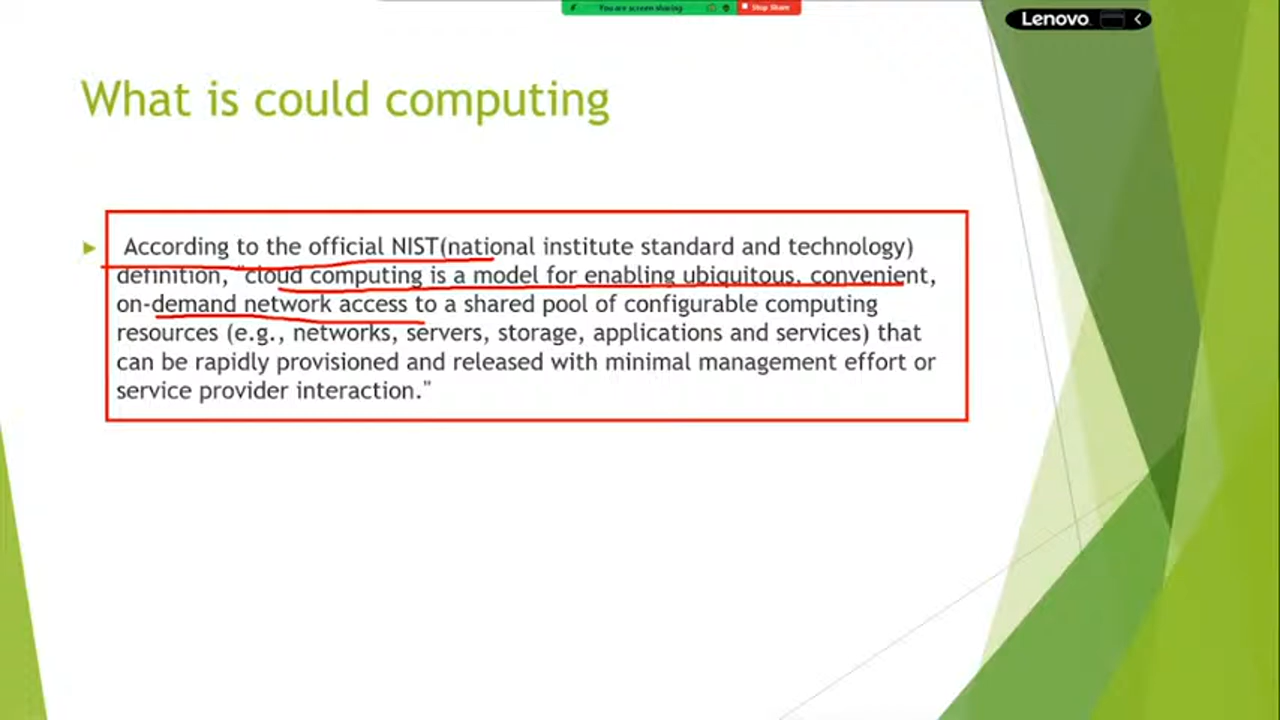 You are screen sharing Stop Share
Lenovo
What is could computing
According to the official NIST(national institute standard and technology)
definition, "cloud computing is a model for enabling ubiquitous, convenient,
on-demand network access to a shared pool of configurable computing
resources (e.g., networks, servers, storage, applications and services) that
can be rapidly provisioned and released with minimal management effort or
service provider interaction."